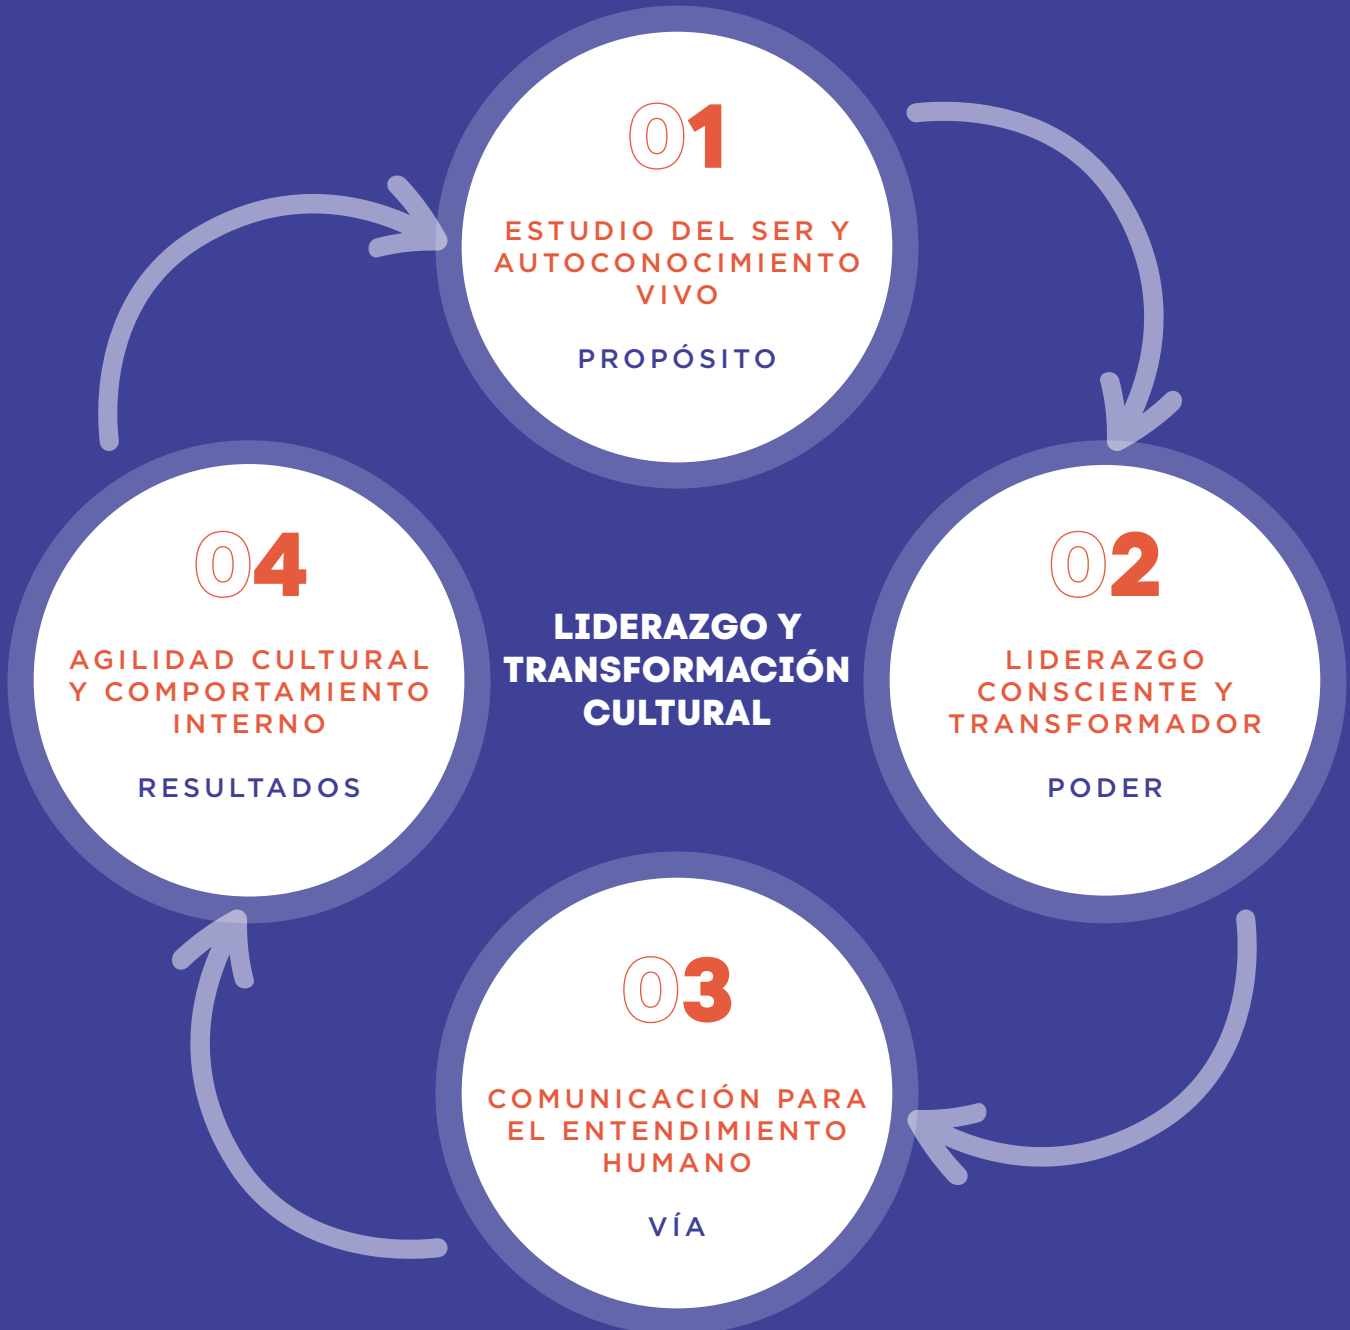 01
ESTUDIO DEL SER Y
AUTOCONOCIMIENTO
VIVO
PROPÓSITO
02
LIDERAZGO
CONSCIENTE Y
TRANSFORMADOR
PODER
03
COMUNICACIÓN PARA
EL ENTENDIMIENTO
HUMANO
VÍA
04
AGILIDAD CULTURAL
Y COMPORTAMIENTO
INTERNO
RESULTADOS
LIDERAZGO Y
TRANSFORMACIÓN
CULTURAL